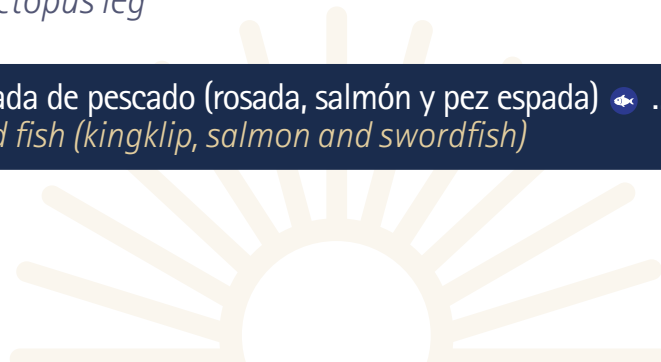 ctopus leg
ada de pescado (rosada, salmón y pez espada) .
d fish (kingklip, salmon and swordfish)